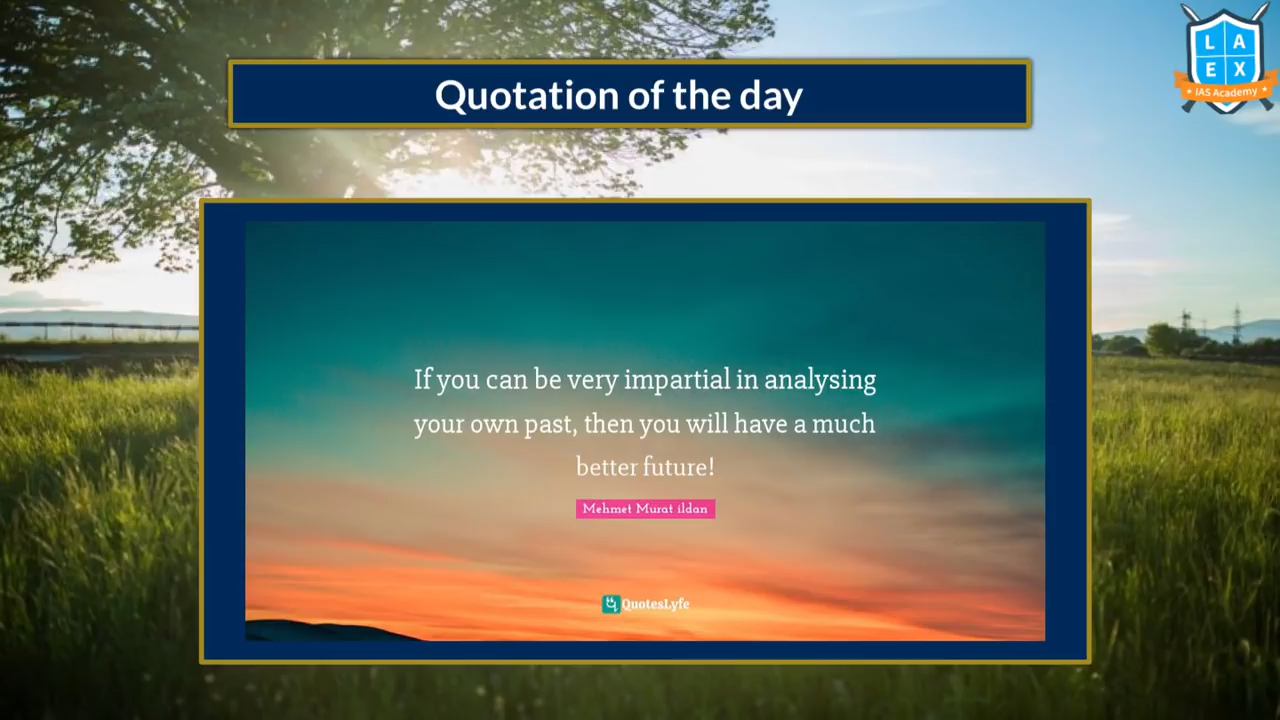 Quotation of the day
L A
E X
IAS Academy
If you can be very impartial in analysing
your own past, then you will have a much
better future!
Mehmet Murat ildan
QuotesLyfe